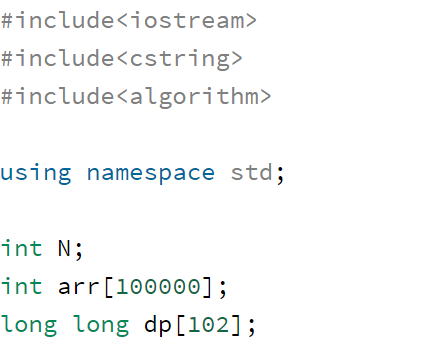 #include<iostream>
#include<cstring>
#include<algorithm>
using namespace std;
int N;
int arr[100000];
long long dp[102];